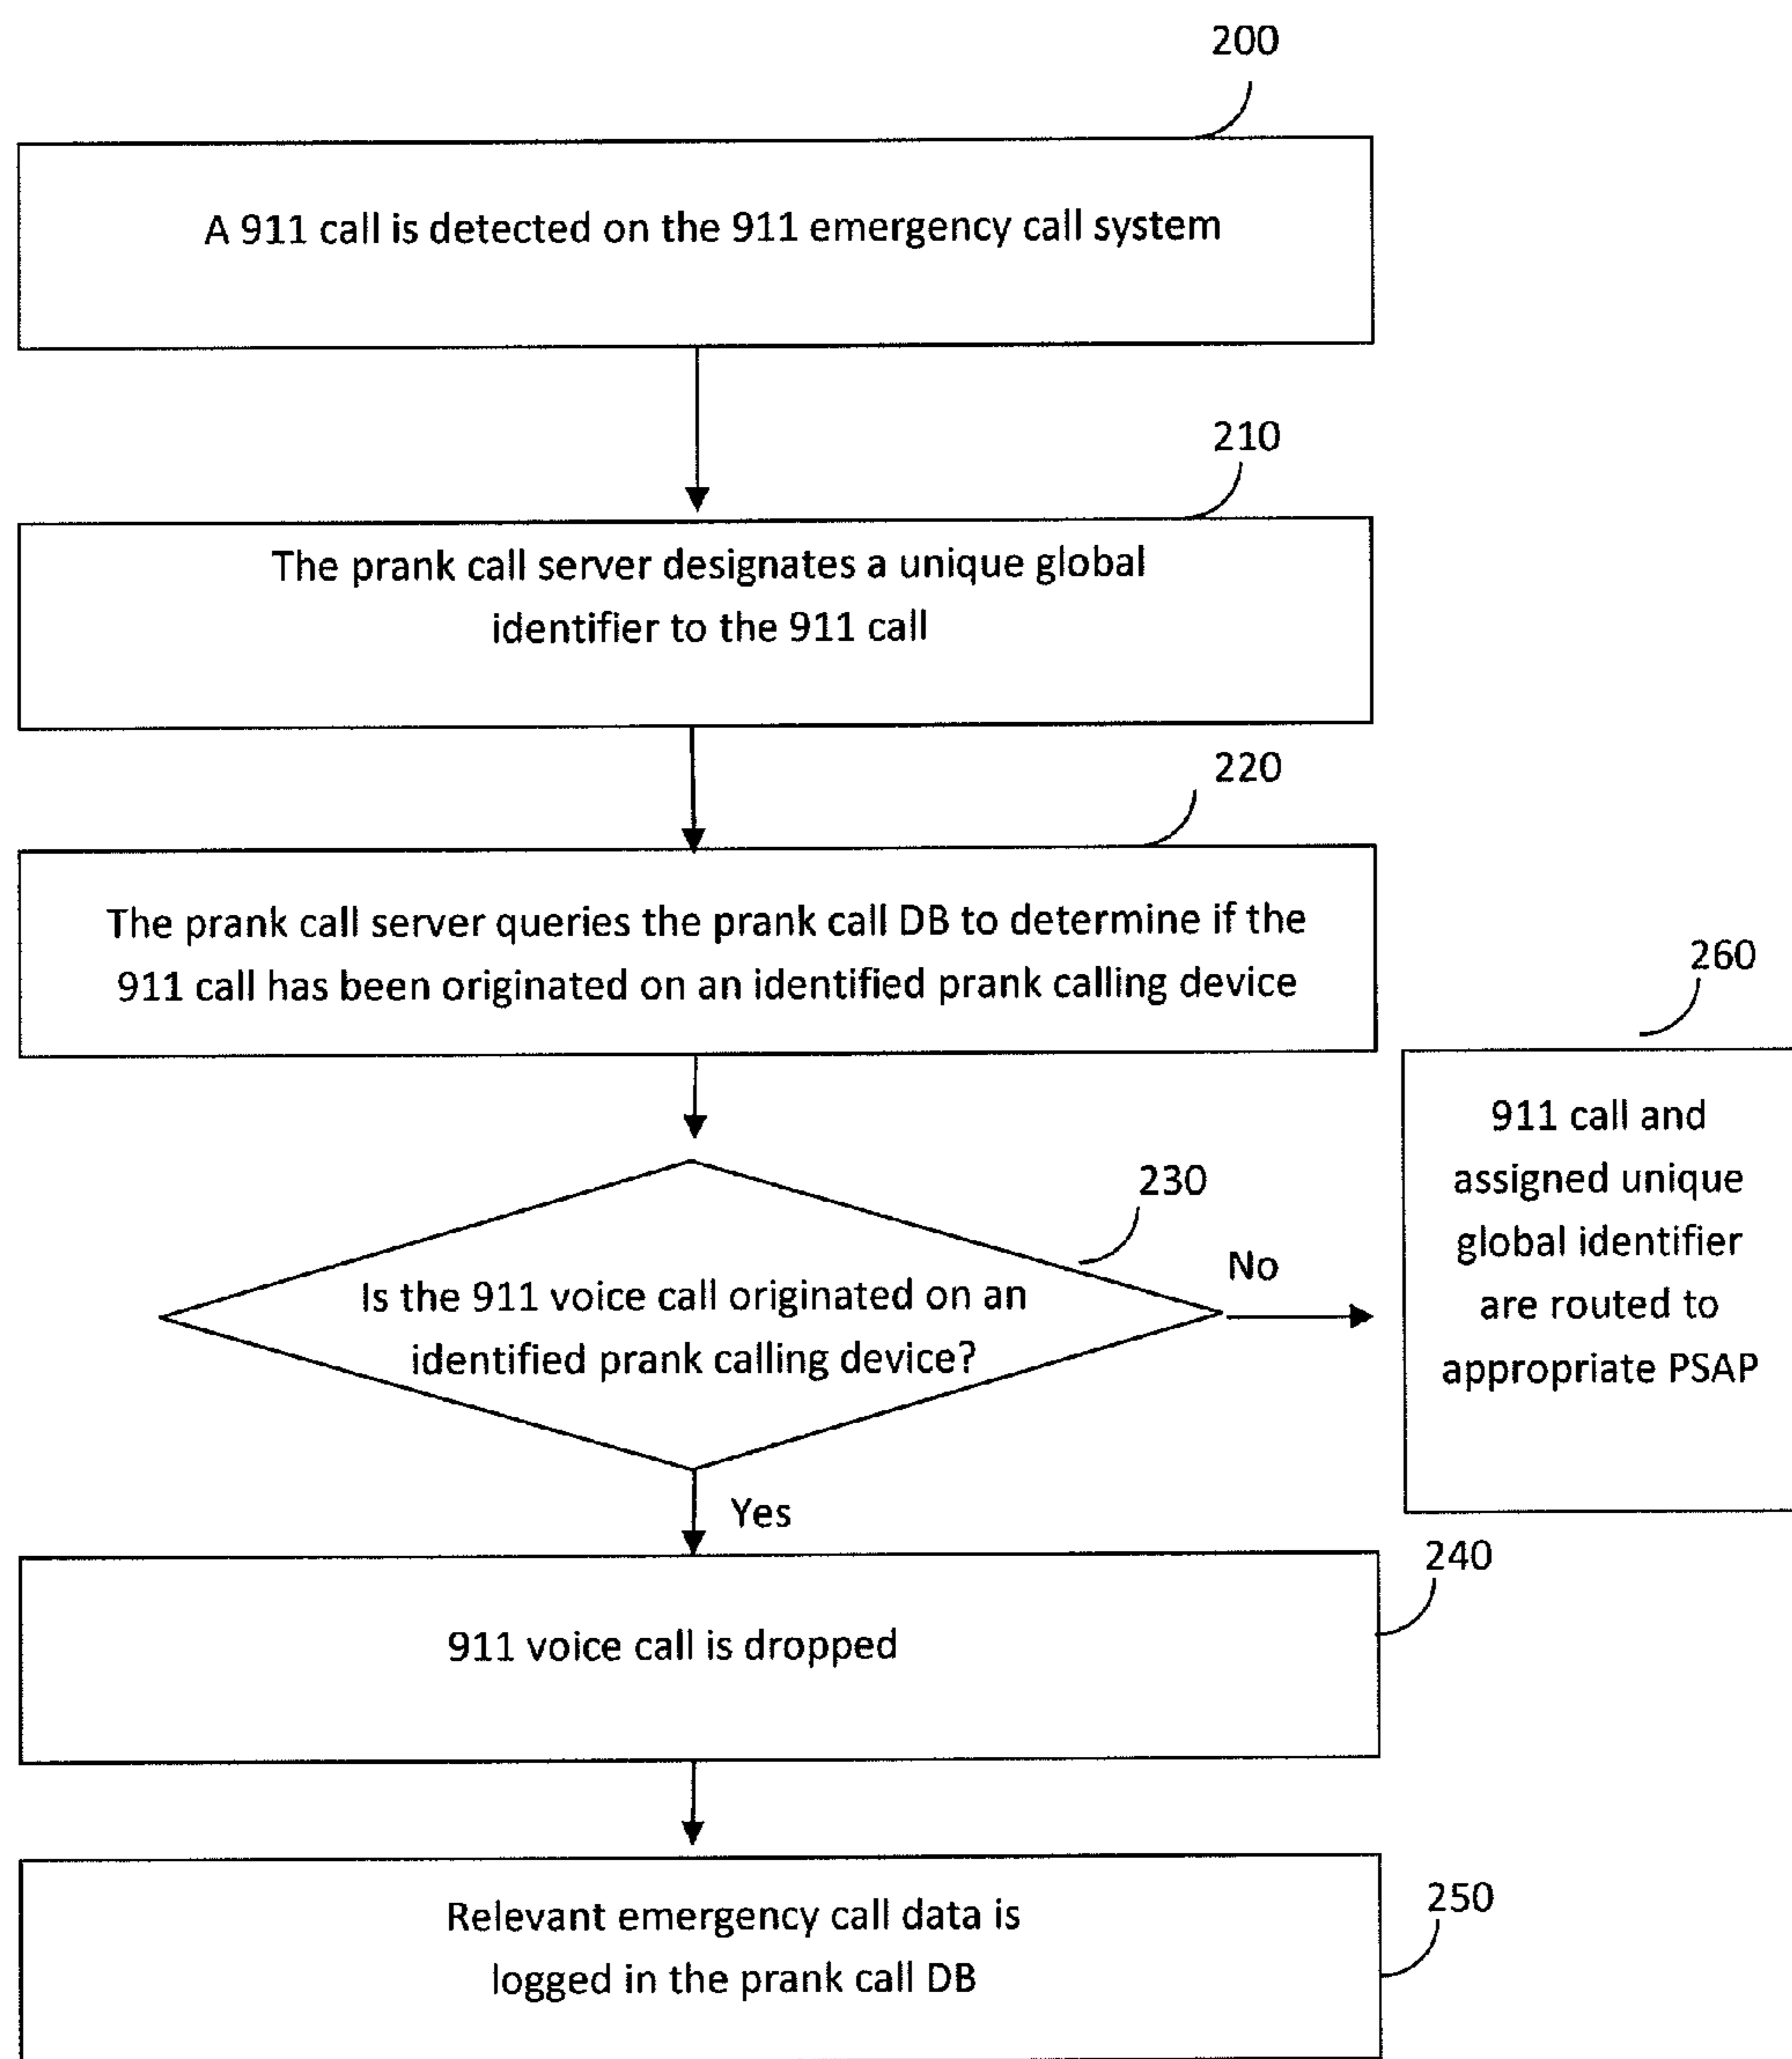 200
A 911 call is detected on the 911 emergency call system
210
The prank call server designates a unique global
identifier to the 911 call
220
The prank call server queries the prank call DB to determine if the
911 call has been originated on an identified prank calling device
260
911 call and
assigned unique
global identifier
are routed to
appropriate PSAP
230
Is the 911 voice call originated on an
identified prank calling device?
No
Yes
240
911 voice call is dropped
250
Relevant emergency call data is
logged in the prank call DB